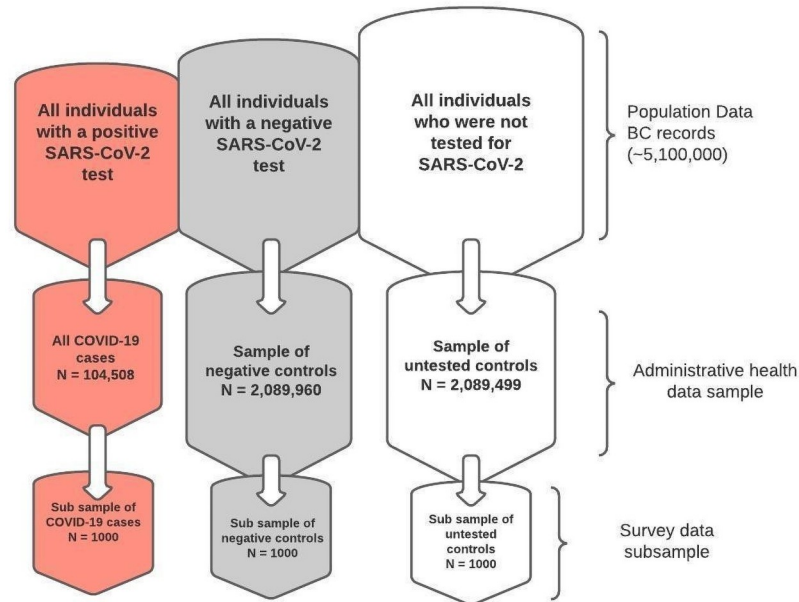 All individuals
with a positive
SARS-CoV-2
test
All individuals
with a negative
SARS-CoV-2
test
All individuals
who were not
tested for
SARS-CoV-2
Population Data
BC records
(~5,100,000)
All COVID-19
cases
N = 104,508
Sample of
negative controls
N = 2,089,960
Sample of
untested controls
N = 2,089,499
Administrative health
data sample
Sub sample of
COVID-19 cases
N = 1000
Sub sample of
negative controls
N = 1000
Sub sample of
untested
controls
N = 1000
Survey data
subsample